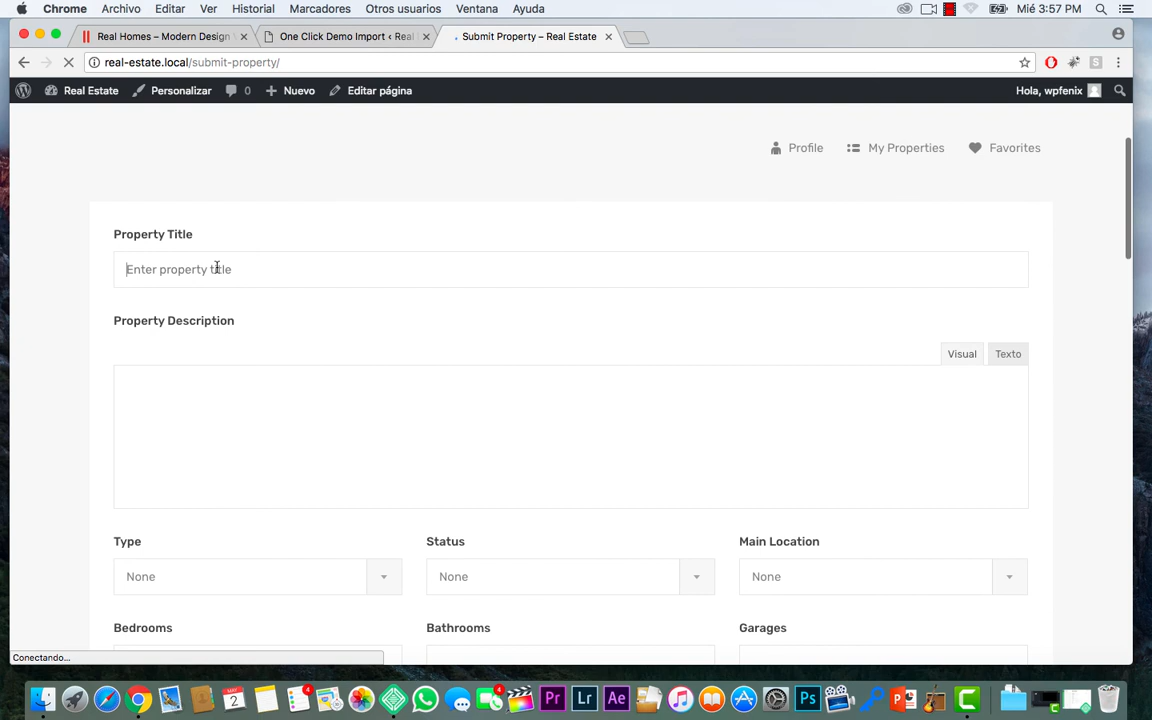 Chrome Archivo Editar Ver Historial Marcadores Otros usuarios Ventana Ayuda Mié 3:57 PM
Real Homes – Modern Design One Click Demo Import ‹ Real Submit Property – Real Estate
real-estate.local/submit-property/
Real Estate Personalizar 0 Nuevo Editar página Hola, wpfenix
Profile My Properties Favorites
Property Title
Enter property title
Property Description
Visual Texto
Type Status Main Location
None None None
Bedrooms Bathrooms Garages
Conectando...